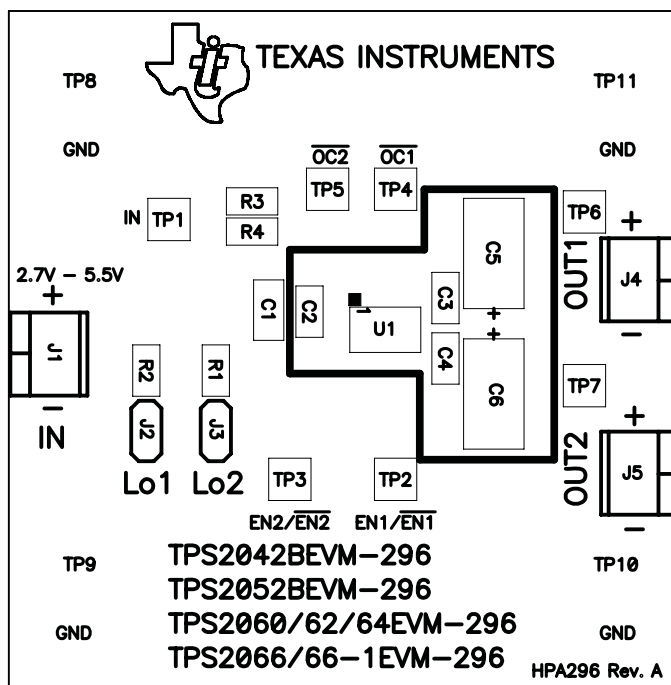 TEXAS INSTRUMENTS
TP8
TP11
GND
GND
OC2
OC1
TP5
TP4
IN
TP1
R3
R4
TP6
C5
OUT1
+
J4
-
2.7V - 5.5V
+
J1
-
IN
C1
C2
1
U1
C3
+
+
C4
C6
R2
R1
J2
J3
Lo1
Lo2
TP7
OUT2
+
J5
-
TP3
TP2
EN2/EN2
EN1/EN1
TPS2042BEVM-296
TPS2052BEVM-296
TPS2060/62/64EVM-296
TPS2066/66-1EVM-296
TP9
TP10
GND
GND
HPA296 Rev. A